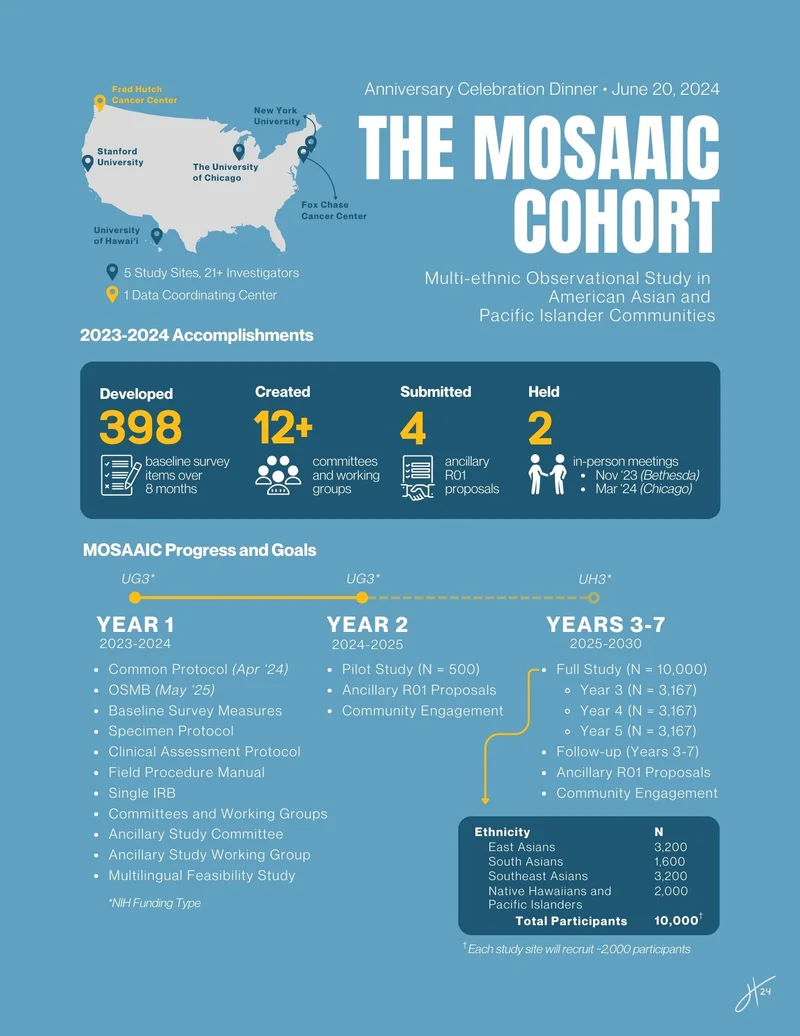 Fred Hutch
Cancer Center
New York
University
Stanford
University
The University
of Chicago
Fox Chase
Cancer Center
University
of Hawai'i
5 Study Sites, 21+ Investigators
1 Data Coordinating Center
Anniversary Celebration Dinner • June 20, 2024
THE MOSAAIC
COHORT
Multi-ethnic Observational Study in
American Asian and
Pacific Islander Communities
2023-2024 Accomplishments
Developed
398
baseline survey
items over
8 months
Created
12+
committees
and working
groups
Submitted
4
ancillary
R01
proposals
Held
2
in-person meetings
• Nov '23 (Bethesda)
• Mar '24 (Chicago)
MOSAAIC Progress and Goals
UG3*
UG3*
UH3*
YEAR 1
2023-2024
• Common Protocol (Apr '24)
• OSMB (May '25)
• Baseline Survey Measures
• Specimen Protocol
• Clinical Assessment Protocol
• Field Procedure Manual
• Single IRB
• Committees and Working Groups
• Ancillary Study Committee
• Ancillary Study Working Group
• Multilingual Feasibility Study
*NIH Funding Type
YEAR 2
2024-2025
• Pilot Study (N = 500)
• Ancillary R01 Proposals
• Community Engagement
YEARS 3-7
2025-2030
• Full Study (N = 10,000)
◦ Year 3 (N = 3,167)
◦ Year 4 (N = 3,167)
◦ Year 5 (N = 3,167)
• Follow-up (Years 3-7)
• Ancillary R01 Proposals
• Community Engagement
Ethnicity N
East Asians 3,200
South Asians 1,600
Southeast Asians 3,200
Native Hawaiians and 2,000
Pacific Islanders
Total Participants 10,000†
†Each study site will recruit ~2,000 participants
24